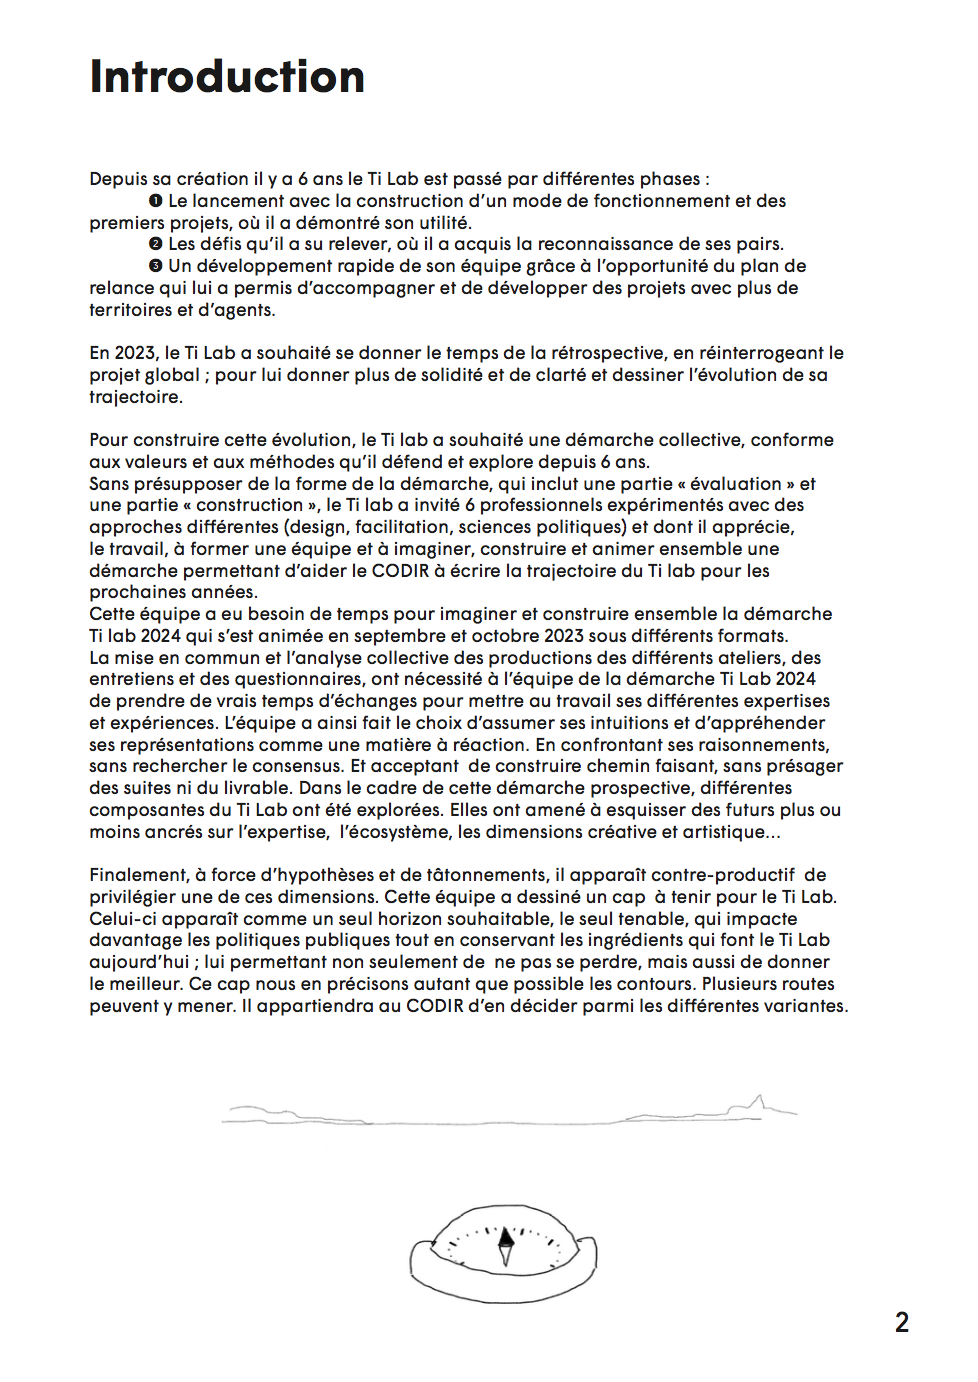 Introduction
Depuis sa création il y a 6 ans le Ti Lab est passé par différentes phases :
❶ Le lancement avec la construction d’un mode de fonctionnement et des
premiers projets, où il a démontré son utilité.
❷ Les défis qu’il a su relever, où il a acquis la reconnaissance de ses pairs.
❸ Un développement rapide de son équipe grâce à l’opportunité du plan de
relance qui lui a permis d’accompagner et de développer des projets avec plus de
territoires et d’agents.
En 2023, le Ti Lab a souhaité se donner le temps de la rétrospective, en réinterrogeant le
projet global ; pour lui donner plus de solidité et de clarté et dessiner l’évolution de sa
trajectoire.
Pour construire cette évolution, le Ti lab a souhaité une démarche collective, conforme
aux valeurs et aux méthodes qu’il défend et explore depuis 6 ans.
Sans présupposer de la forme de la démarche, qui inclut une partie « évaluation » et
une partie « construction », le Ti lab a invité 6 professionnels expérimentés avec des
approches différentes (design, facilitation, sciences politiques) et dont il apprécie,
le travail, à former une équipe et à imaginer, construire et animer ensemble une
démarche permettant d’aider le CODIR à écrire la trajectoire du Ti lab pour les
prochaines années.
Cette équipe a eu besoin de temps pour imaginer et construire ensemble la démarche
Ti lab 2024 qui s’est animée en septembre et octobre 2023 sous différents formats.
La mise en commun et l’analyse collective des productions des différents ateliers, des
entretiens et des questionnaires, ont nécessité à l’équipe de la démarche Ti Lab 2024
de prendre de vrais temps d’échanges pour mettre au travail ses différentes expertises
et expériences. L’équipe a ainsi fait le choix d’assumer ses intuitions et d’appréhender
ses représentations comme une matière à réaction. En confrontant ses raisonnements,
sans rechercher le consensus. Et acceptant  de construire chemin faisant, sans présager
des suites ni du livrable. Dans le cadre de cette démarche prospective, différentes
composantes du Ti Lab ont été explorées. Elles ont amené à esquisser des futurs plus ou
moins ancrés sur l’expertise,  l’écosystème, les dimensions créative et artistique...
Finalement, à force d’hypothèses et de tâtonnements, il apparaît contre-productif  de
privilégier une de ces dimensions. Cette équipe a dessiné un cap  à tenir pour le Ti Lab.
Celui-ci apparaît comme un seul horizon souhaitable, le seul tenable, qui impacte
davantage les politiques publiques tout en conservant les ingrédients qui font le Ti Lab
aujourd’hui ; lui permettant non seulement de  ne pas se perdre, mais aussi de donner
le meilleur. Ce cap nous en précisons autant que possible les contours. Plusieurs routes
peuvent y mener. Il appartiendra au CODIR d’en décider parmi les différentes variantes.
2